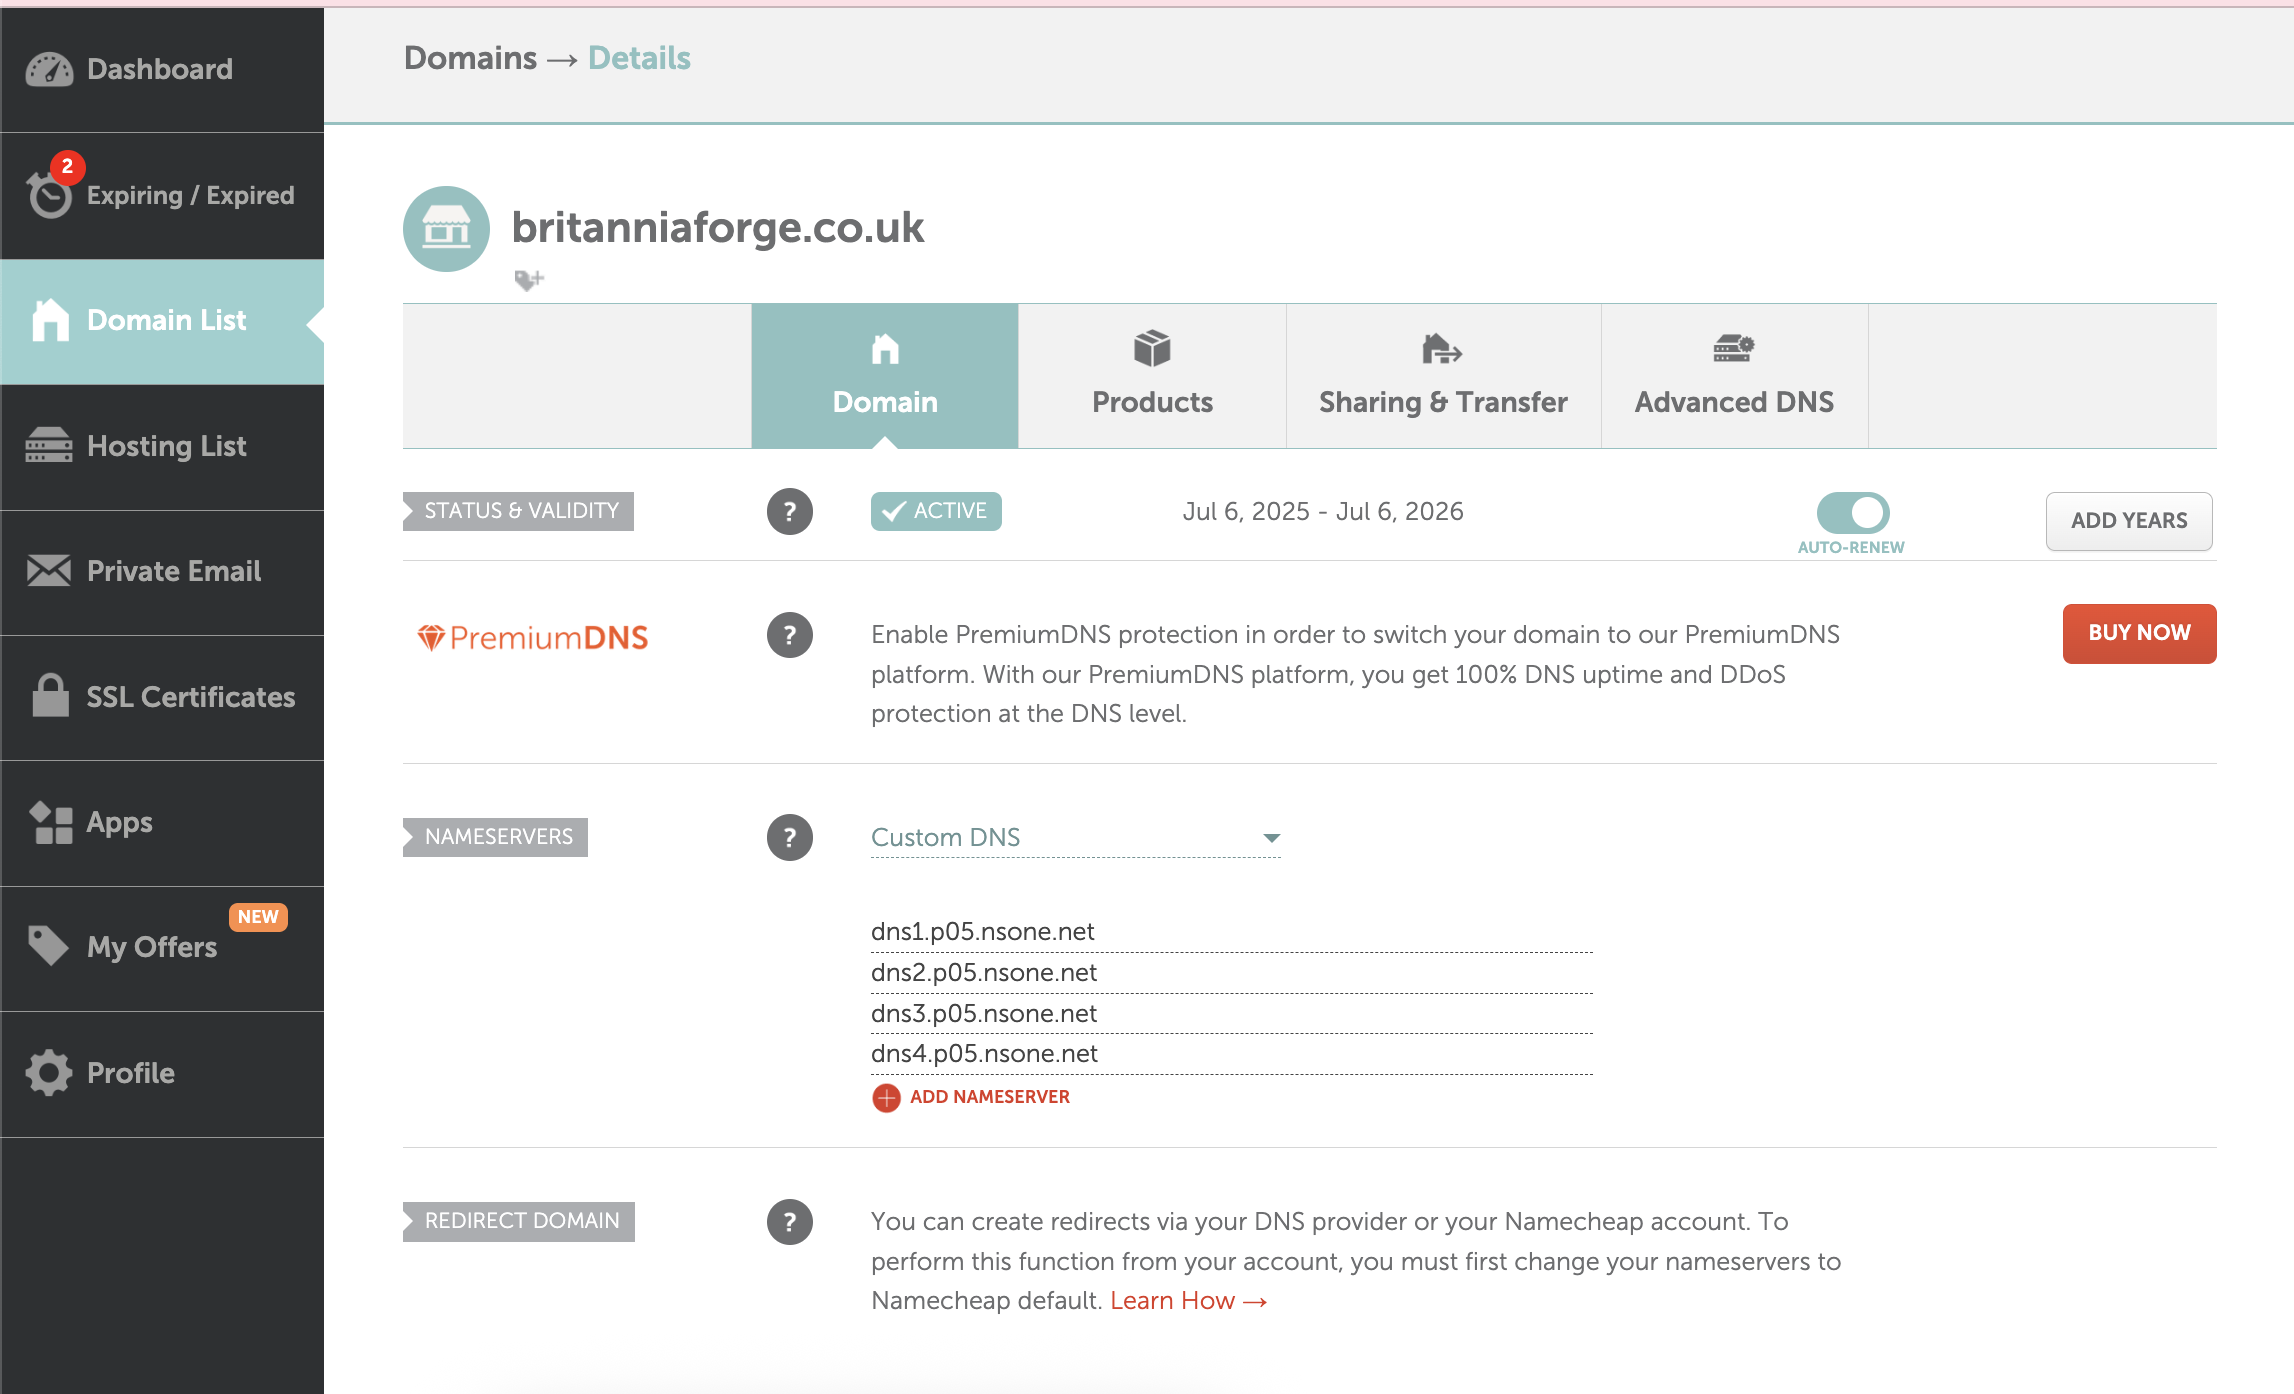 Dashboard
2
Expiring / Expired
Domain List
Hosting List
Private Email
SSL Certificates
Apps
NEW
My Offers
Profile
Domains → Details
britanniaforge.co.uk
Domain
Products
Sharing & Transfer
Advanced DNS
STATUS & VALIDITY
?
ACTIVE
Jul 6, 2025 - Jul 6, 2026
AUTO-RENEW
ADD YEARS
PremiumDNS
?
Enable PremiumDNS protection in order to switch your domain to our PremiumDNS
platform. With our PremiumDNS platform, you get 100% DNS uptime and DDoS
protection at the DNS level.
BUY NOW
NAMESERVERS
?
Custom DNS
dns1.p05.nsone.net
dns2.p05.nsone.net
dns3.p05.nsone.net
dns4.p05.nsone.net
ADD NAMESERVER
REDIRECT DOMAIN
?
You can create redirects via your DNS provider or your Namecheap account. To
perform this function from your account, you must first change your nameservers to
Namecheap default. Learn How →